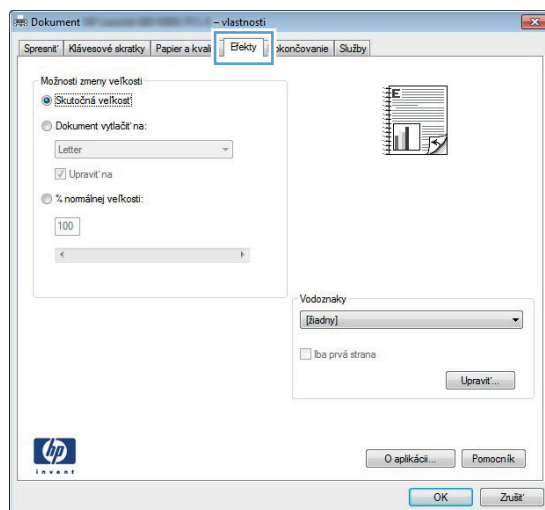 Dokument – vlastnosti
Spresniť Klávesové skratky Papier a kvali Efekty okončovanie Služby
Možnosti zmeny veľkosti
Skutočná veľkosť
Dokument vytlačiť na:
Letter
Upraviť na
% normálnej veľkosti:
100
Vodoznaky
[žiadny]
Iba prvá strana
Upraviť...
hp
invent
O aplikácii... Pomocník
OK Zrušiť